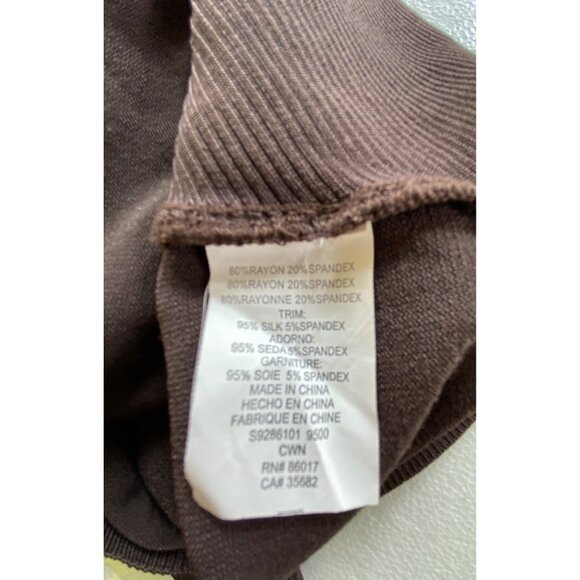 80%RAYON 20%SPANDEX
80%RAYON 20%SPANDEX
80%RAYONNE 20%SPANDEX
TRIM:
95% SILK 5%SPANDEX
ADORNO:
95% SEDA 5%SPANDEX
GARNITURE:
95% SOIE 5% SPANDEX
MADE IN CHINA
HECHO EN CHINA
FABRIQUE EN CHINE
S9286101 9500
CWN
RN# 86017
CA# 35682